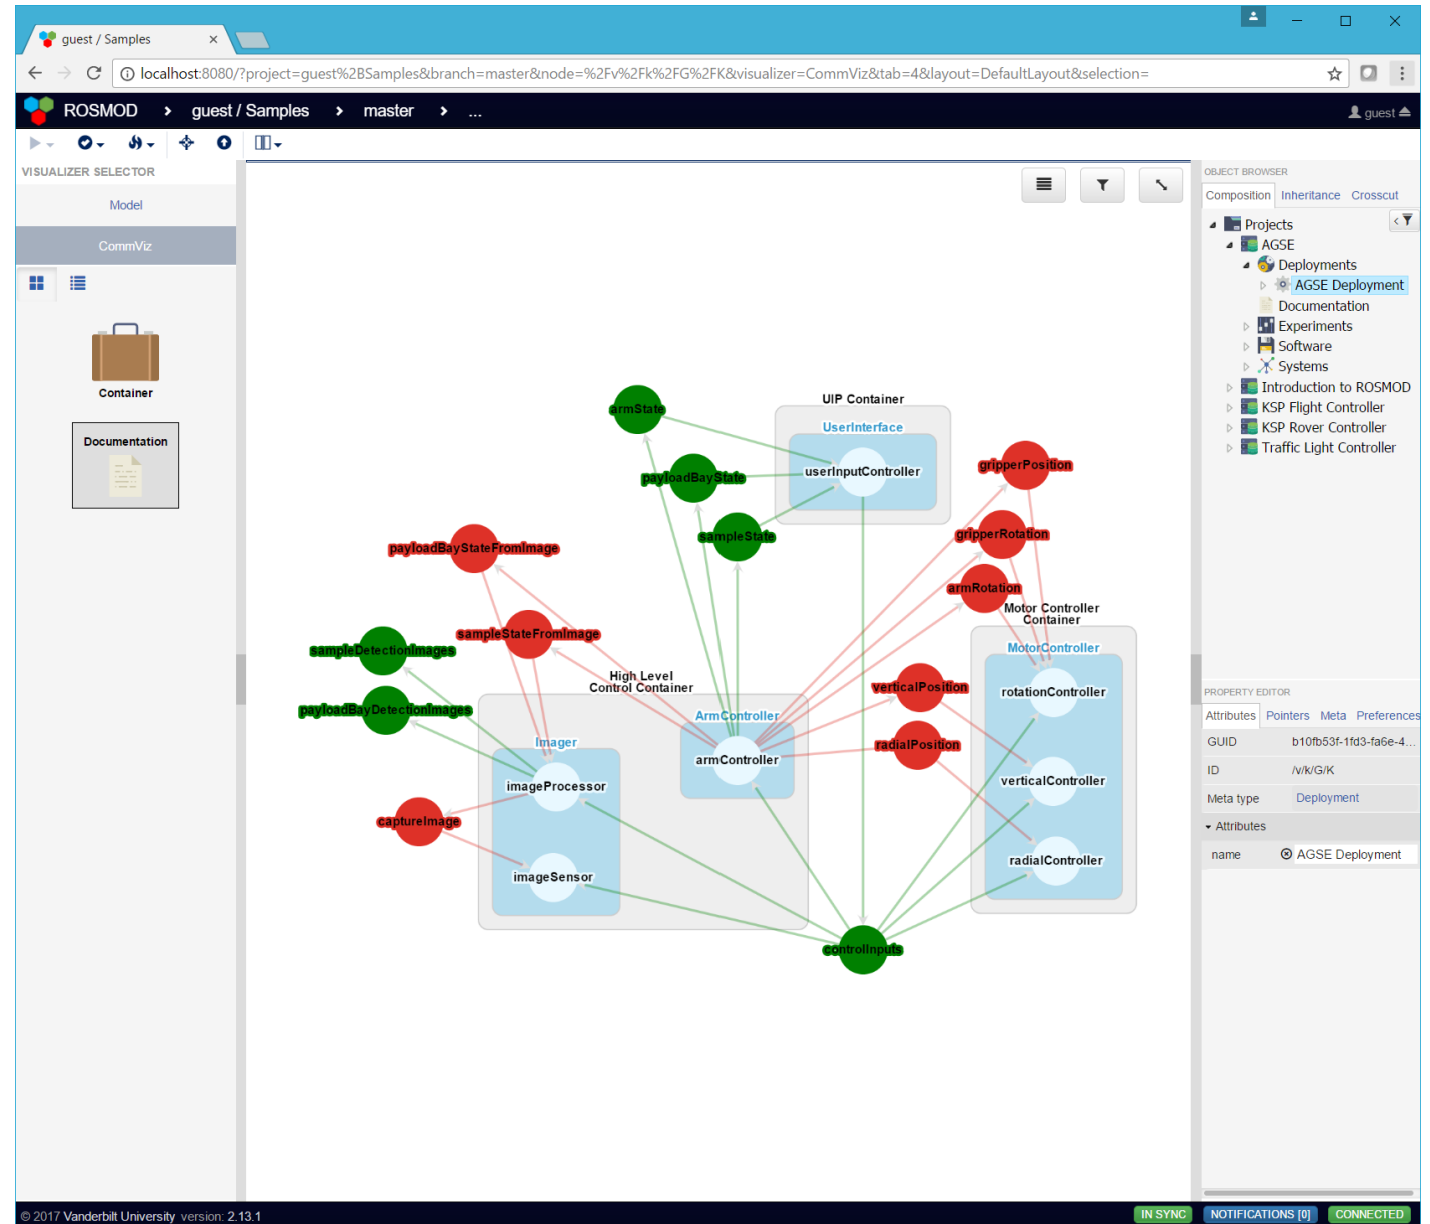 guest / Samples
localhost:8080/?project=guest%2BSamples&branch=master&node=%2Fv%2Fk%2FG%2FK&visualizer=CommViz&tab=4&layout=DefaultLayout&selection=
ROSMOD > guest / Samples > master > ...
guest
VISUALIZER SELECTOR
Model
CommViz
Container
Documentation
armState
UIP Container
UserInterface
userInputController
payloadBayState
gripperPosition
sampleState
gripperRotation
payloadBayStateFromImage
armRotation
Motor Controller
Container
sampleStateFromImage
sampleDetectionImages
MotorController
High Level
Control Container
verticalPosition
rotationController
payloadBayDetectionImages
ArmController
Imager
radialPosition
armController
imageProcessor
verticalController
captureImage
radialController
imageSensor
controlInputs
OBJECT BROWSER
Composition Inheritance Crosscut
Projects
AGSE
Deployments
AGSE Deployment
Documentation
Experiments
Software
Systems
Introduction to ROSMOD
KSP Flight Controller
KSP Rover Controller
Traffic Light Controller
PROPERTY EDITOR
Attributes Pointers Meta Preferences
GUID b10fb53f-1fd3-fa6e-4...
ID /v/k/G/K
Meta type Deployment
Attributes
name AGSE Deployment
© 2017 Vanderbilt University version: 2.13.1
IN SYNC NOTIFICATIONS [0] CONNECTED